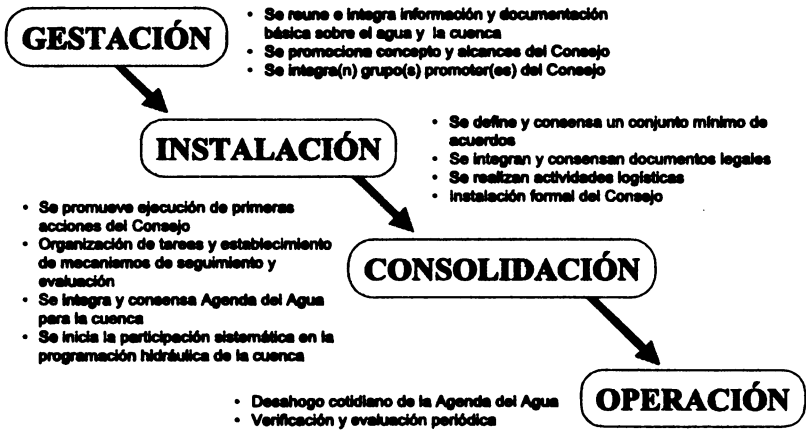 GESTACIÓN
• Se reune e integra información y documentación
básica sobre el agua y la cuenca
• Se promociona concepto y alcances del Consejo
• Se integra(n) grupo(s) promotor(es) del Consejo
INSTALACIÓN
• Se define y consensa un conjunto mínimo de
acuerdos
• Se integran y consensan documentos legales
• Se realizan actividades logísticas
• Instalación formal del Consejo
• Se promueve ejecución de primeras
acciones del Consejo
• Organización de tareas y establecimiento
de mecanismos de seguimiento y
evaluación
• Se integra y consensa Agenda del Agua
para la cuenca
• Se inicia la participación sistemática en la
programación hidráulica de la cuenca
CONSOLIDACIÓN
• Desahogo cotidiano de la Agenda del Agua
• Verificación y evaluación periódica
OPERACIÓN